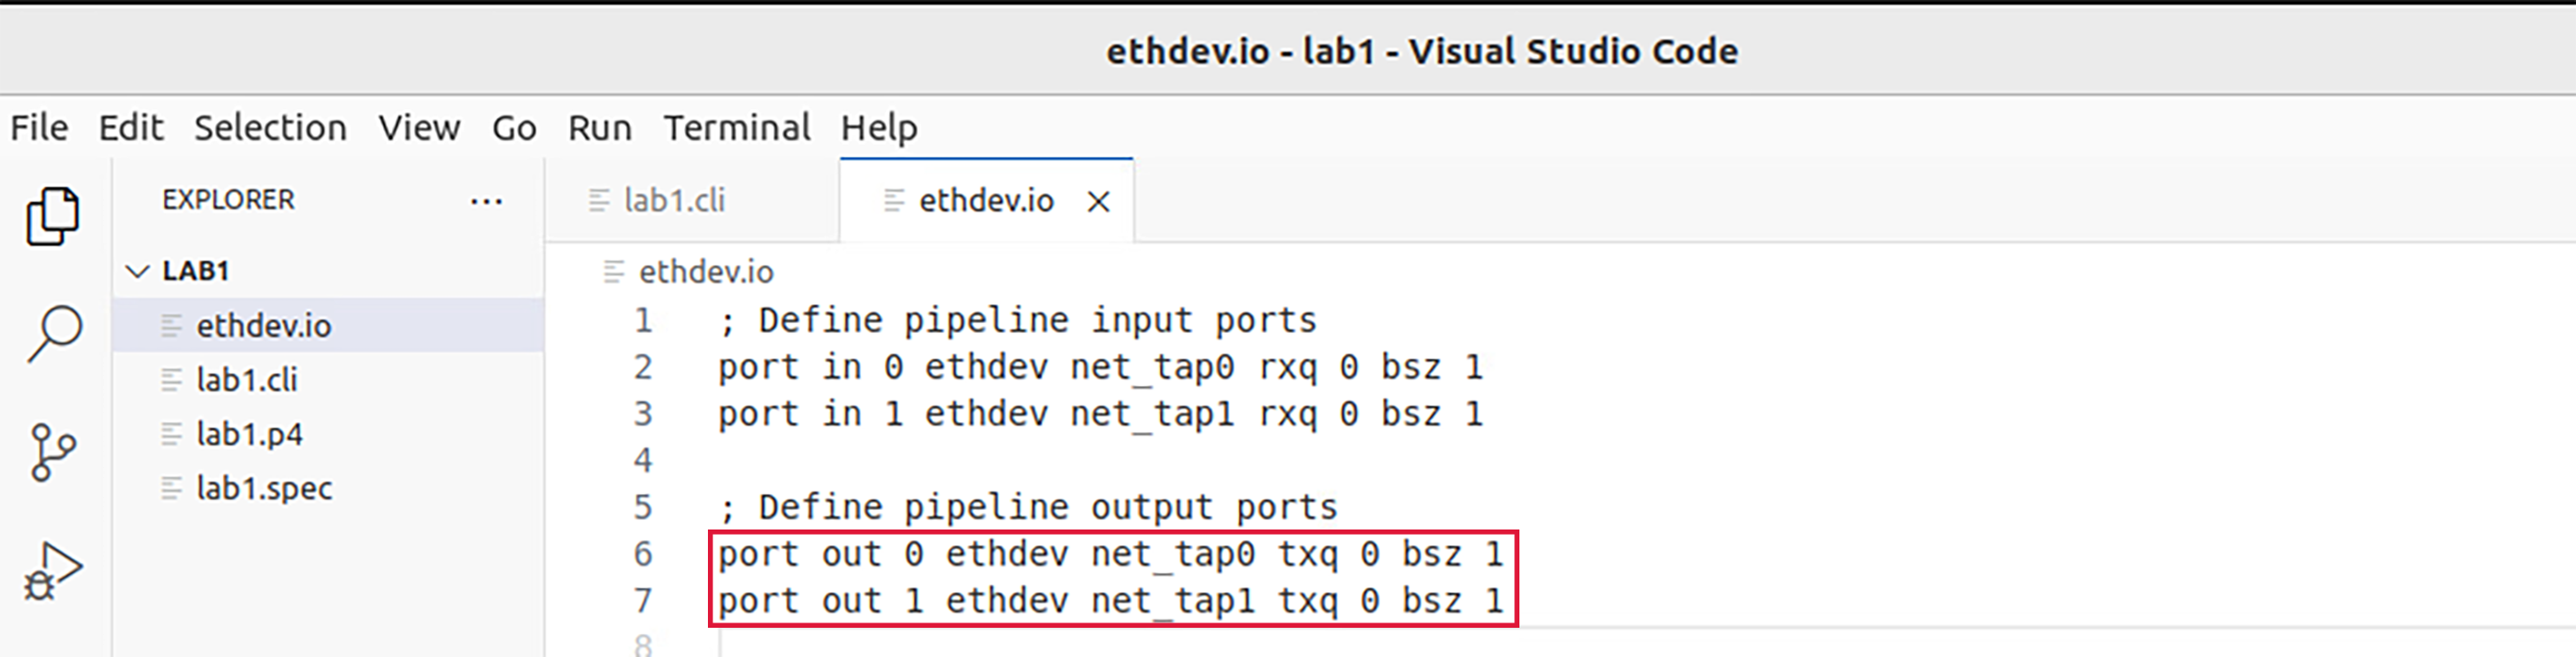 ethdev.io - lab1 - Visual Studio Code
File Edit Selection View Go Run Terminal Help
EXPLORER ...
LAB1
ethdev.io
lab1.cli
lab1.p4
lab1.spec
lab1.cli ethdev.io
ethdev.io
1 ; Define pipeline input ports
2 port in 0 ethdev net_tap0 rxq 0 bsz 1
3 port in 1 ethdev net_tap1 rxq 0 bsz 1
4
5 ; Define pipeline output ports
6 port out 0 ethdev net_tap0 txq 0 bsz 1
7 port out 1 ethdev net_tap1 txq 0 bsz 1
8